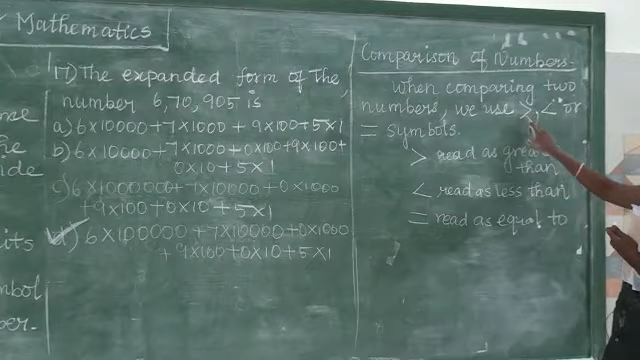 Mathematics
17) The expanded form of The
number 6,70,905 is
a) 6×10000+7×1000+9×100+5×1
b) 6×10000+7×1000+0×100+9×100+
0×10+5×1
c) 6×1000000+7×10000+0×1000
+9×100+0×10+5×1
d) 6×100000+7×10000+0×1000
+9×100+0×10+5×1
Comparison of Numbers-
When comparing two
numbers, we use >, < or
= symbols.
> read as
than
< read as less than
= read as equal to